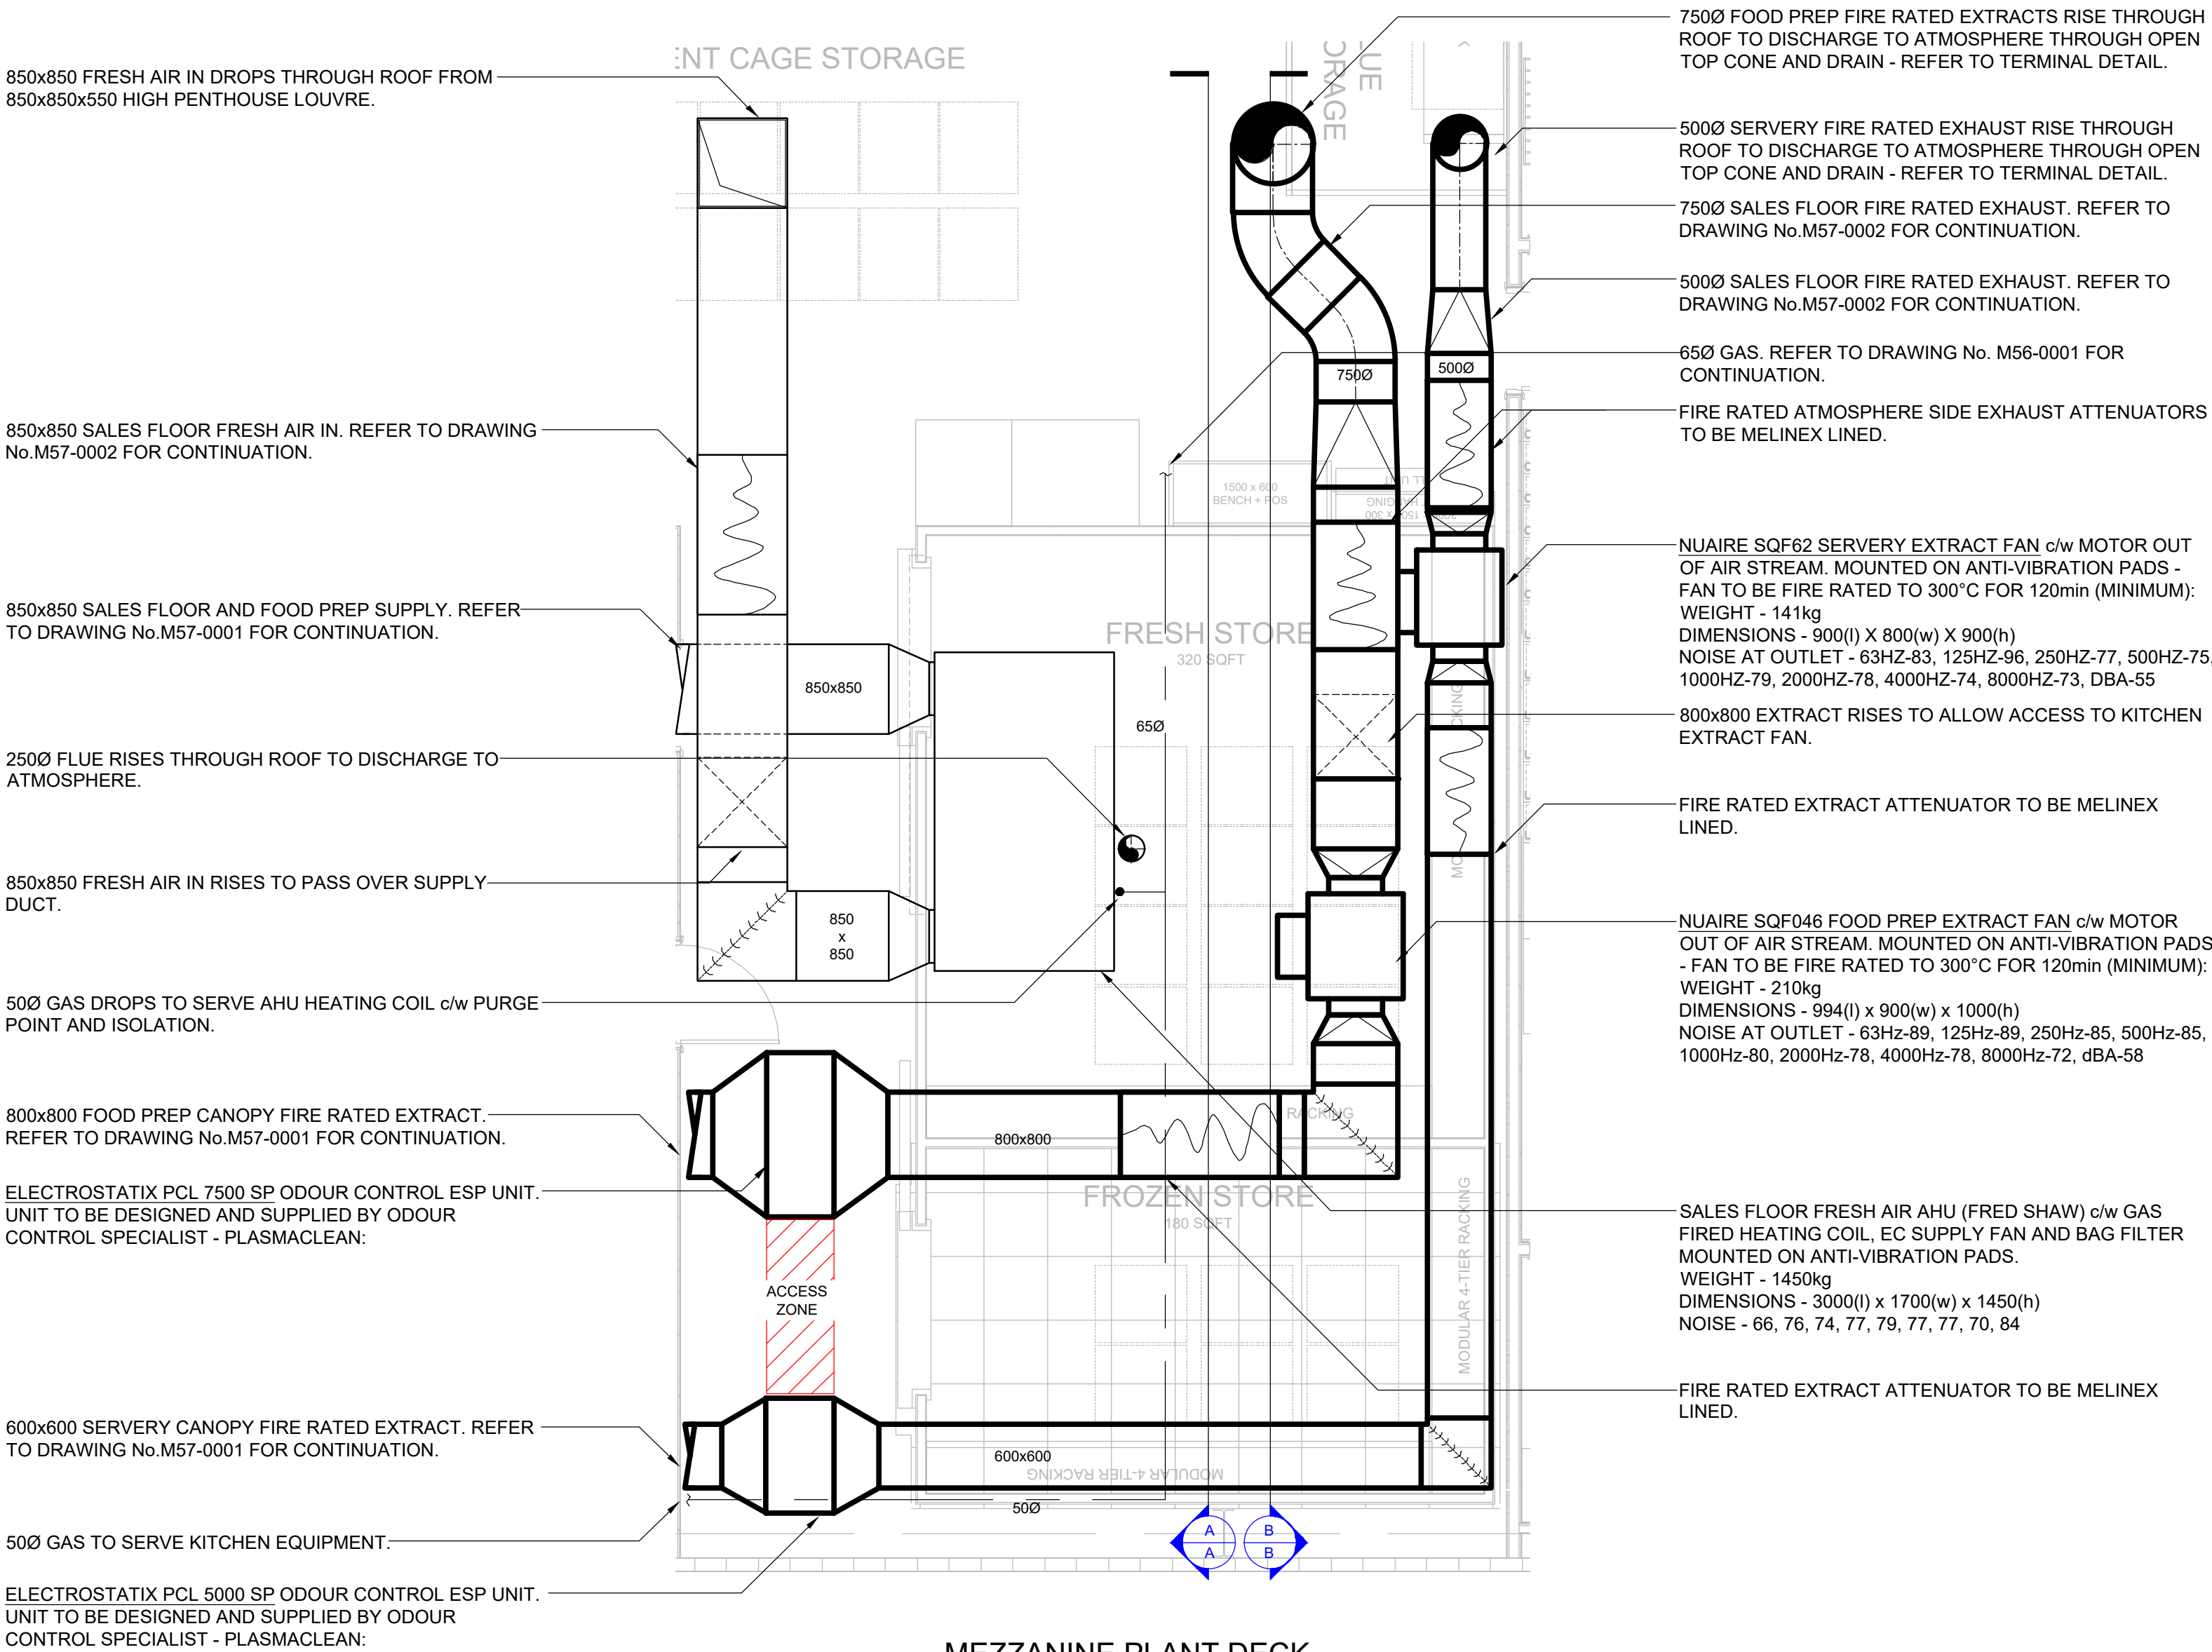 850x850 FRESH AIR IN DROPS THROUGH ROOF FROM
850x850x550 HIGH PENTHOUSE LOUVRE.
850x850 SALES FLOOR FRESH AIR IN. REFER TO DRAWING
No.M57-0002 FOR CONTINUATION.
850x850 SALES FLOOR AND FOOD PREP SUPPLY. REFER
TO DRAWING No.M57-0001 FOR CONTINUATION.
250Ø FLUE RISES THROUGH ROOF TO DISCHARGE TO
ATMOSPHERE.
850x850 FRESH AIR IN RISES TO PASS OVER SUPPLY
DUCT.
50Ø GAS DROPS TO SERVE AHU HEATING COIL c/w PURGE
POINT AND ISOLATION.
800x800 FOOD PREP CANOPY FIRE RATED EXTRACT.
REFER TO DRAWING No.M57-0001 FOR CONTINUATION.
ELECTROSTATIX PCL 7500 SP ODOUR CONTROL ESP UNIT.
UNIT TO BE DESIGNED AND SUPPLIED BY ODOUR
CONTROL SPECIALIST - PLASMACLEAN:
600x600 SERVERY CANOPY FIRE RATED EXTRACT. REFER
TO DRAWING No.M57-0001 FOR CONTINUATION.
50Ø GAS TO SERVE KITCHEN EQUIPMENT.
ELECTROSTATIX PCL 5000 SP ODOUR CONTROL ESP UNIT.
UNIT TO BE DESIGNED AND SUPPLIED BY ODOUR
CONTROL SPECIALIST - PLASMACLEAN:
CAGE STORAGE
750Ø
500Ø
1500 x 600
BENCH + POS
FRESH STORE
320 SQFT
850x850
65Ø
850
x
850
RACKING
800x800
FROZEN STORE
180 SQFT
MODULAR 4-TIER RACKING
ACCESS
ZONE
600x600
MODULAR 4-TIER RACKING
50Ø
A
A
B
B
MEZZANINE PLANT DECK
750Ø FOOD PREP FIRE RATED EXTRACTS RISE THROUGH
ROOF TO DISCHARGE TO ATMOSPHERE THROUGH OPEN
TOP CONE AND DRAIN - REFER TO TERMINAL DETAIL.
500Ø SERVERY FIRE RATED EXHAUST RISE THROUGH
ROOF TO DISCHARGE TO ATMOSPHERE THROUGH OPEN
TOP CONE AND DRAIN - REFER TO TERMINAL DETAIL.
750Ø SALES FLOOR FIRE RATED EXHAUST. REFER TO
DRAWING No.M57-0002 FOR CONTINUATION.
500Ø SALES FLOOR FIRE RATED EXHAUST. REFER TO
DRAWING No.M57-0002 FOR CONTINUATION.
65Ø GAS. REFER TO DRAWING No. M56-0001 FOR
CONTINUATION.
FIRE RATED ATMOSPHERE SIDE EXHAUST ATTENUATORS
TO BE MELINEX LINED.
NUAIRE SQF62 SERVERY EXTRACT FAN c/w MOTOR OUT
OF AIR STREAM. MOUNTED ON ANTI-VIBRATION PADS -
FAN TO BE FIRE RATED TO 300°C FOR 120min (MINIMUM):
WEIGHT - 141kg
DIMENSIONS - 900(l) X 800(w) X 900(h)
NOISE AT OUTLET - 63HZ-83, 125HZ-96, 250HZ-77, 500HZ-75,
1000HZ-79, 2000HZ-78, 4000HZ-74, 8000HZ-73, DBA-55
800x800 EXTRACT RISES TO ALLOW ACCESS TO KITCHEN
EXTRACT FAN.
FIRE RATED EXTRACT ATTENUATOR TO BE MELINEX
LINED.
NUAIRE SQF046 FOOD PREP EXTRACT FAN c/w MOTOR
OUT OF AIR STREAM. MOUNTED ON ANTI-VIBRATION PADS
- FAN TO BE FIRE RATED TO 300°C FOR 120min (MINIMUM):
WEIGHT - 210kg
DIMENSIONS - 994(l) x 900(w) x 1000(h)
NOISE AT OUTLET - 63Hz-89, 125Hz-89, 250Hz-85, 500Hz-85,
1000Hz-80, 2000Hz-78, 4000Hz-78, 8000Hz-72, dBA-58
SALES FLOOR FRESH AIR AHU (FRED SHAW) c/w GAS
FIRED HEATING COIL, EC SUPPLY FAN AND BAG FILTER
MOUNTED ON ANTI-VIBRATION PADS.
WEIGHT - 1450kg
DIMENSIONS - 3000(l) x 1700(w) x 1450(h)
NOISE - 66, 76, 74, 77, 79, 77, 77, 70, 84
FIRE RATED EXTRACT ATTENUATOR TO BE MELINEX
LINED.